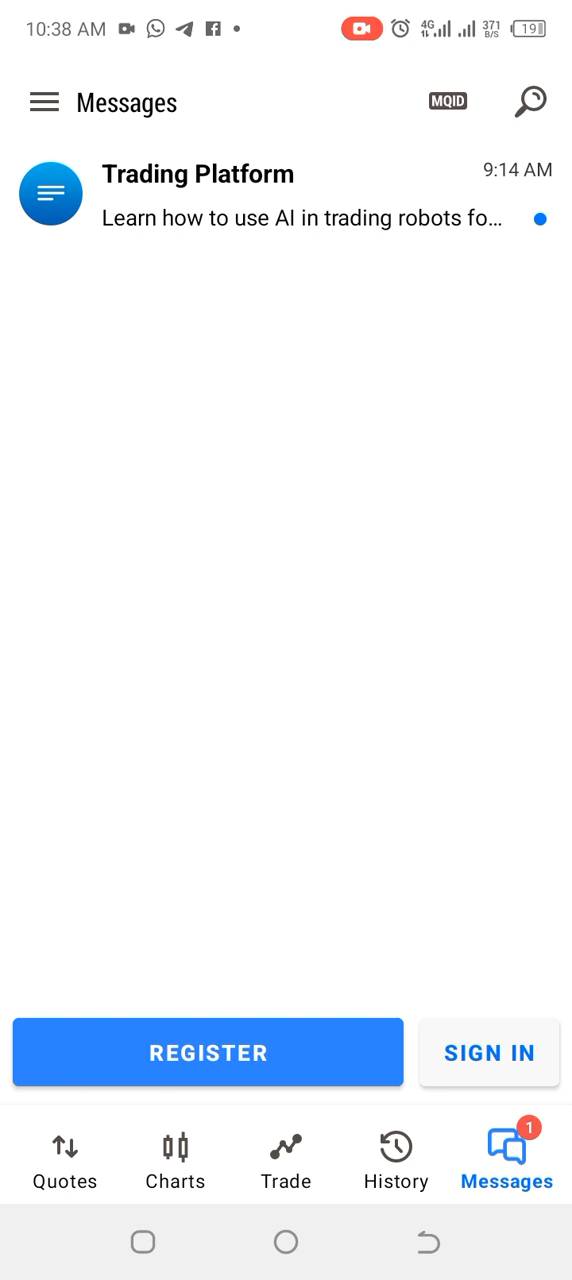 10:38 AM 4G 371 B/S 19
Messages MQID
Trading Platform 9:14 AM
Learn how to use AI in trading robots fo...
REGISTER SIGN IN
1
Quotes Charts Trade History Messages